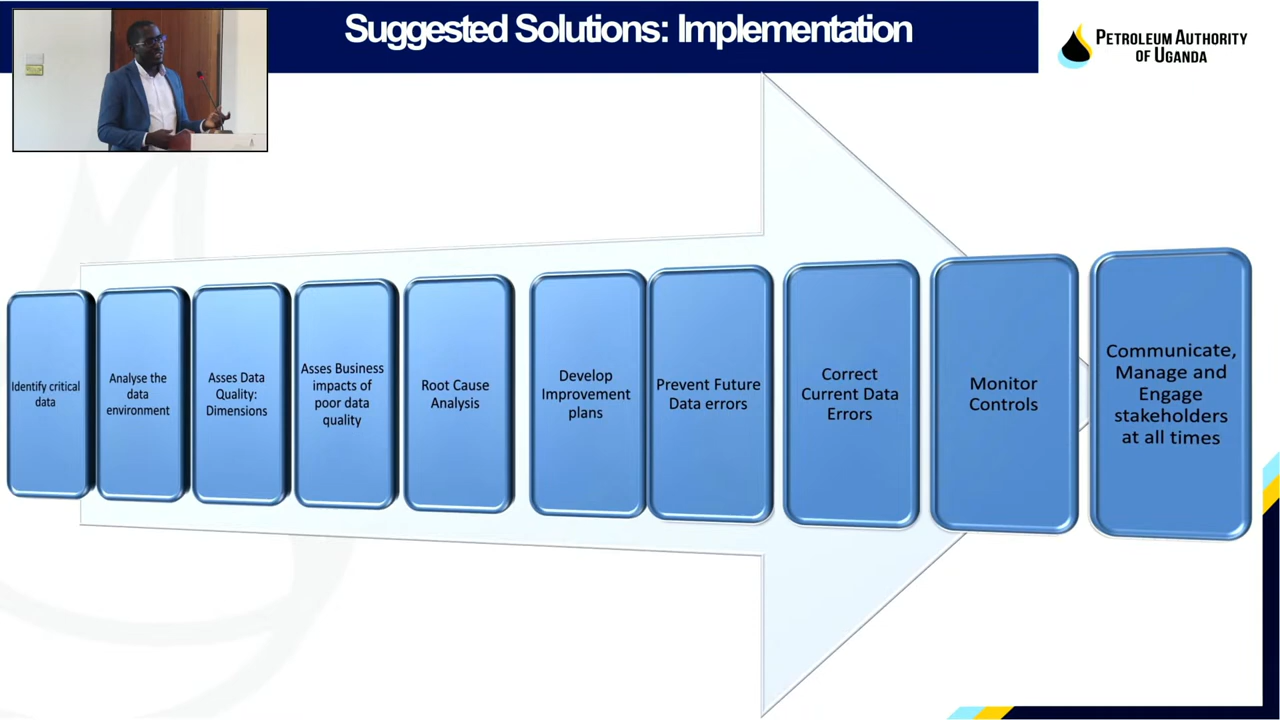 Suggested Solutions: Implementation
PETROLEUM AUTHORITY
OF UGANDA
Identify critical
data
Analyse the
data
environment
Asses Data
Quality:
Dimensions
Asses Business
impacts of
poor data
quality
Root Cause
Analysis
Develop
Improvement
plans
Prevent Future
Data errors
Correct
Current Data
Errors
Monitor
Controls
Communicate,
Manage and
Engage
stakeholders
at all times